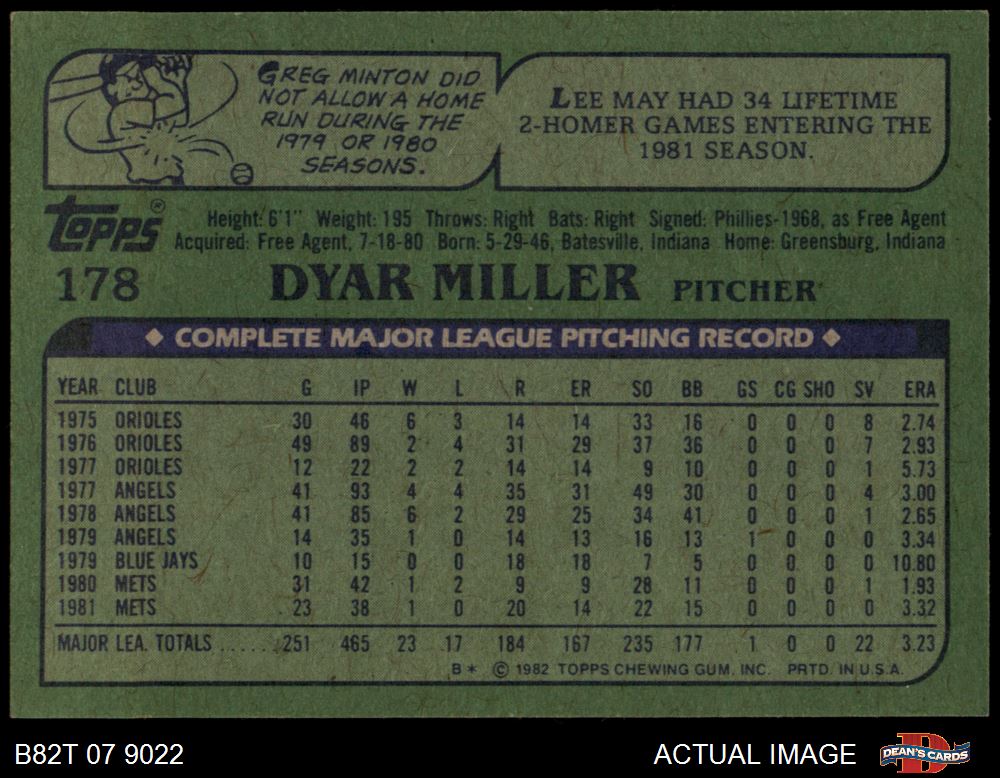 GREG MINTON DID
NOT ALLOW A HOME
RUN DURING THE
1979 OR 1980
SEASONS.
LEE MAY HAD 34 LIFETIME
2-HOMER GAMES ENTERING THE
1981 SEASON.
TOPPS®
Height: 6'1" Weight: 195 Throws: Right Bats: Right Signed: Phillies-1968, as Free Agent
Acquired: Free Agent, 7-18-80 Born: 5-29-46, Batesville, Indiana Home: Greensburg, Indiana
178 DYAR MILLER PITCHER
◆ COMPLETE MAJOR LEAGUE PITCHING RECORD ◆
YEAR CLUB G IP W L R ER SO BB GS CG SHO SV ERA
1975 ORIOLES 30 46 6 3 14 14 33 16 0 0 0 8 2.74
1976 ORIOLES 49 89 2 4 31 29 37 36 0 0 0 7 2.93
1977 ORIOLES 12 22 2 2 14 14 9 10 0 0 0 1 5.73
1977 ANGELS 41 93 4 4 35 31 49 30 0 0 0 4 3.00
1978 ANGELS 41 85 6 2 29 25 34 41 0 0 0 1 2.65
1979 ANGELS 14 35 1 0 14 13 16 13 1 0 0 0 3.34
1979 BLUE JAYS 10 15 0 0 18 18 7 5 0 0 0 0 10.80
1980 METS 31 42 1 2 9 9 28 11 0 0 0 1 1.93
1981 METS 23 38 1 0 20 14 22 15 0 0 0 0 3.32
MAJOR LEA. TOTALS ...... 251 465 23 17 184 167 235 177 1 0 0 22 3.23
B* © 1982 TOPPS CHEWING GUM, INC. PRTD. IN U.S.A.
B82T 07 9022 ACTUAL IMAGE DEAN'S CARDS